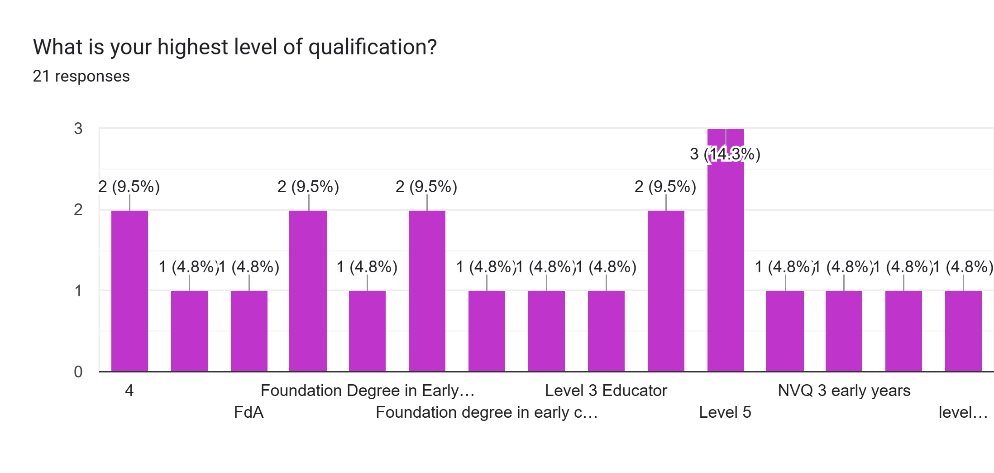 What is your highest level of qualification?
21 responses
3
3 (14.3%)
2 (9.5%) 2 (9.5%) 2 (9.5%) 2 (9.5%)
2
1 (4.8%) 1 (4.8%) 1 (4.8%) 1 (4.8%) 1 (4.8%) 1 (4.8%) 1 (4.8%) 1 (4.8%) 1 (4.8%) 1 (4.8%)
1
0
4 Foundation Degree in Early… Level 3 Educator NVQ 3 early years
FdA Foundation degree in early c… Level 5 level…